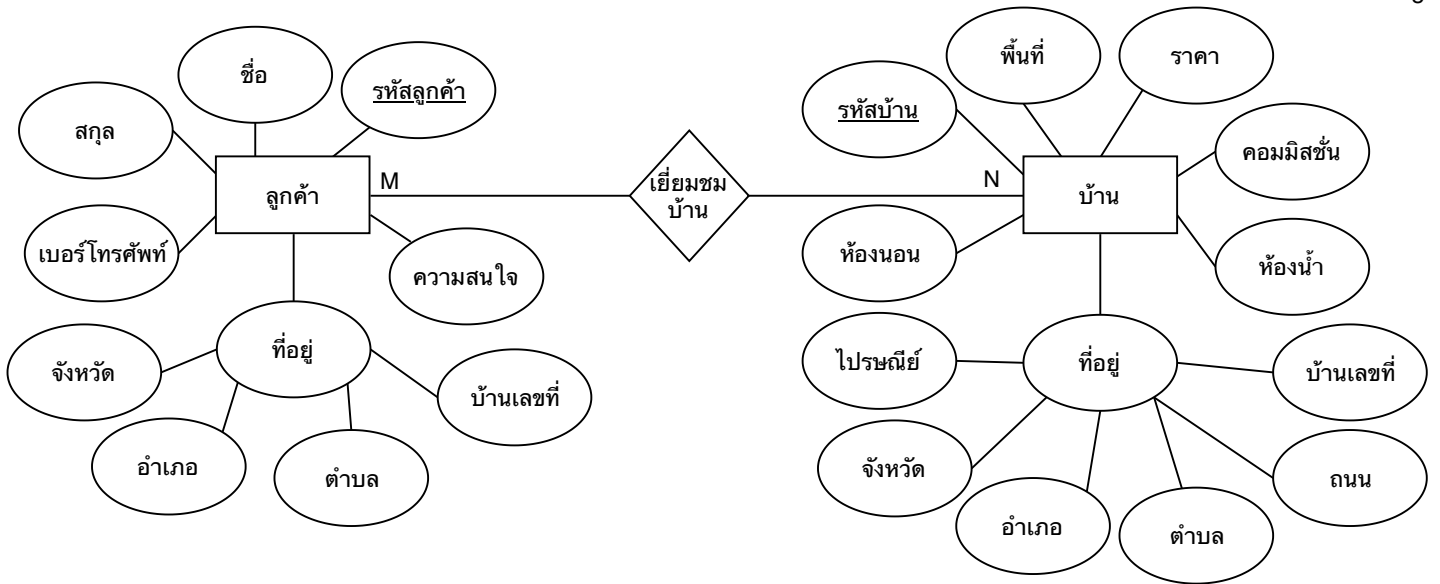 ชื่อ
รหัสลูกค้า
สกุล
ลูกค้า
เบอร์โทรศัพท์
ความสนใจ
ที่อยู่
จังหวัด
บ้านเลขที่
อำเภอ
ตำบล
M
เยี่ยมชม
บ้าน
N
พื้นที่
ราคา
รหัสบ้าน
คอมมิสชั่น
บ้าน
ห้องนอน
ห้องน้ำ
ไปรษณีย์
ที่อยู่
บ้านเลขที่
จังหวัด
ถนน
อำเภอ
ตำบล